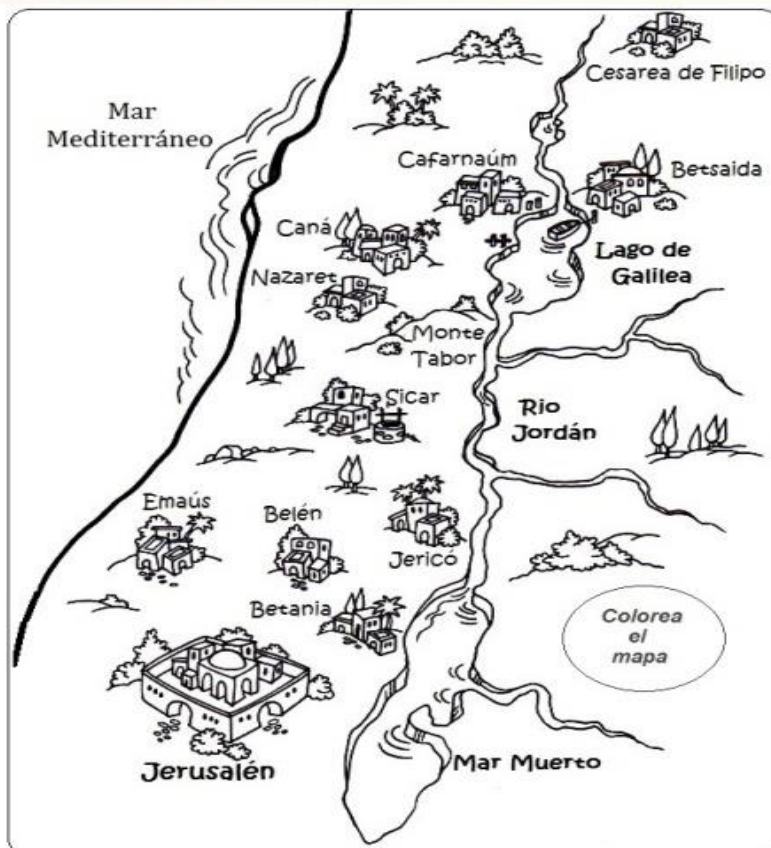 Cesarea de Filipo
Mar
Mediterráneo
Cafarnaúm
Betsaida
Caná
Lago de
Galilea
Nazaret
Monte
Tabor
Sicar
Rio
Jordán
Emaús
Belén
Jericó
Betania
Colorea
el
mapa
Jerusalén
Mar Muerto